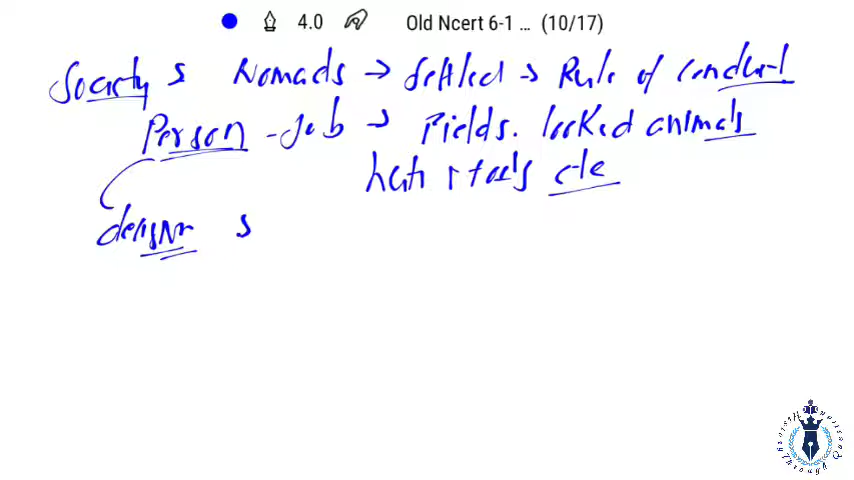 4.0 Old Ncert 6-1 ... (10/17)
Society s Nomads → Settled → Rule of conduct
Person - Job → Fields. looked animals
huts tools etc
s
Through